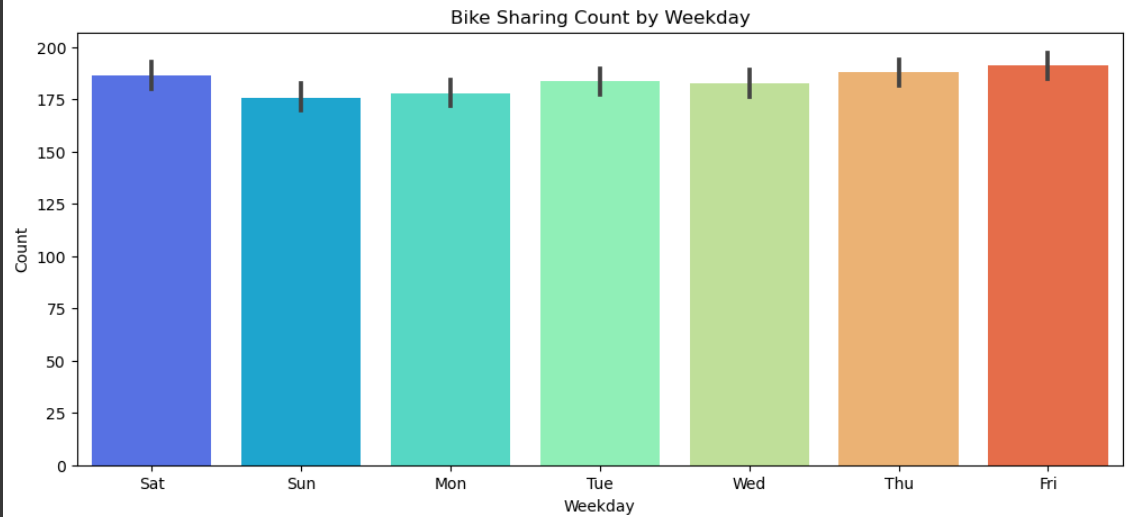 Bike Sharing Count by Weekday
200
175
150
125
100
75
50
25
0
Count
Sat Sun Mon Tue Wed Thu Fri
Weekday